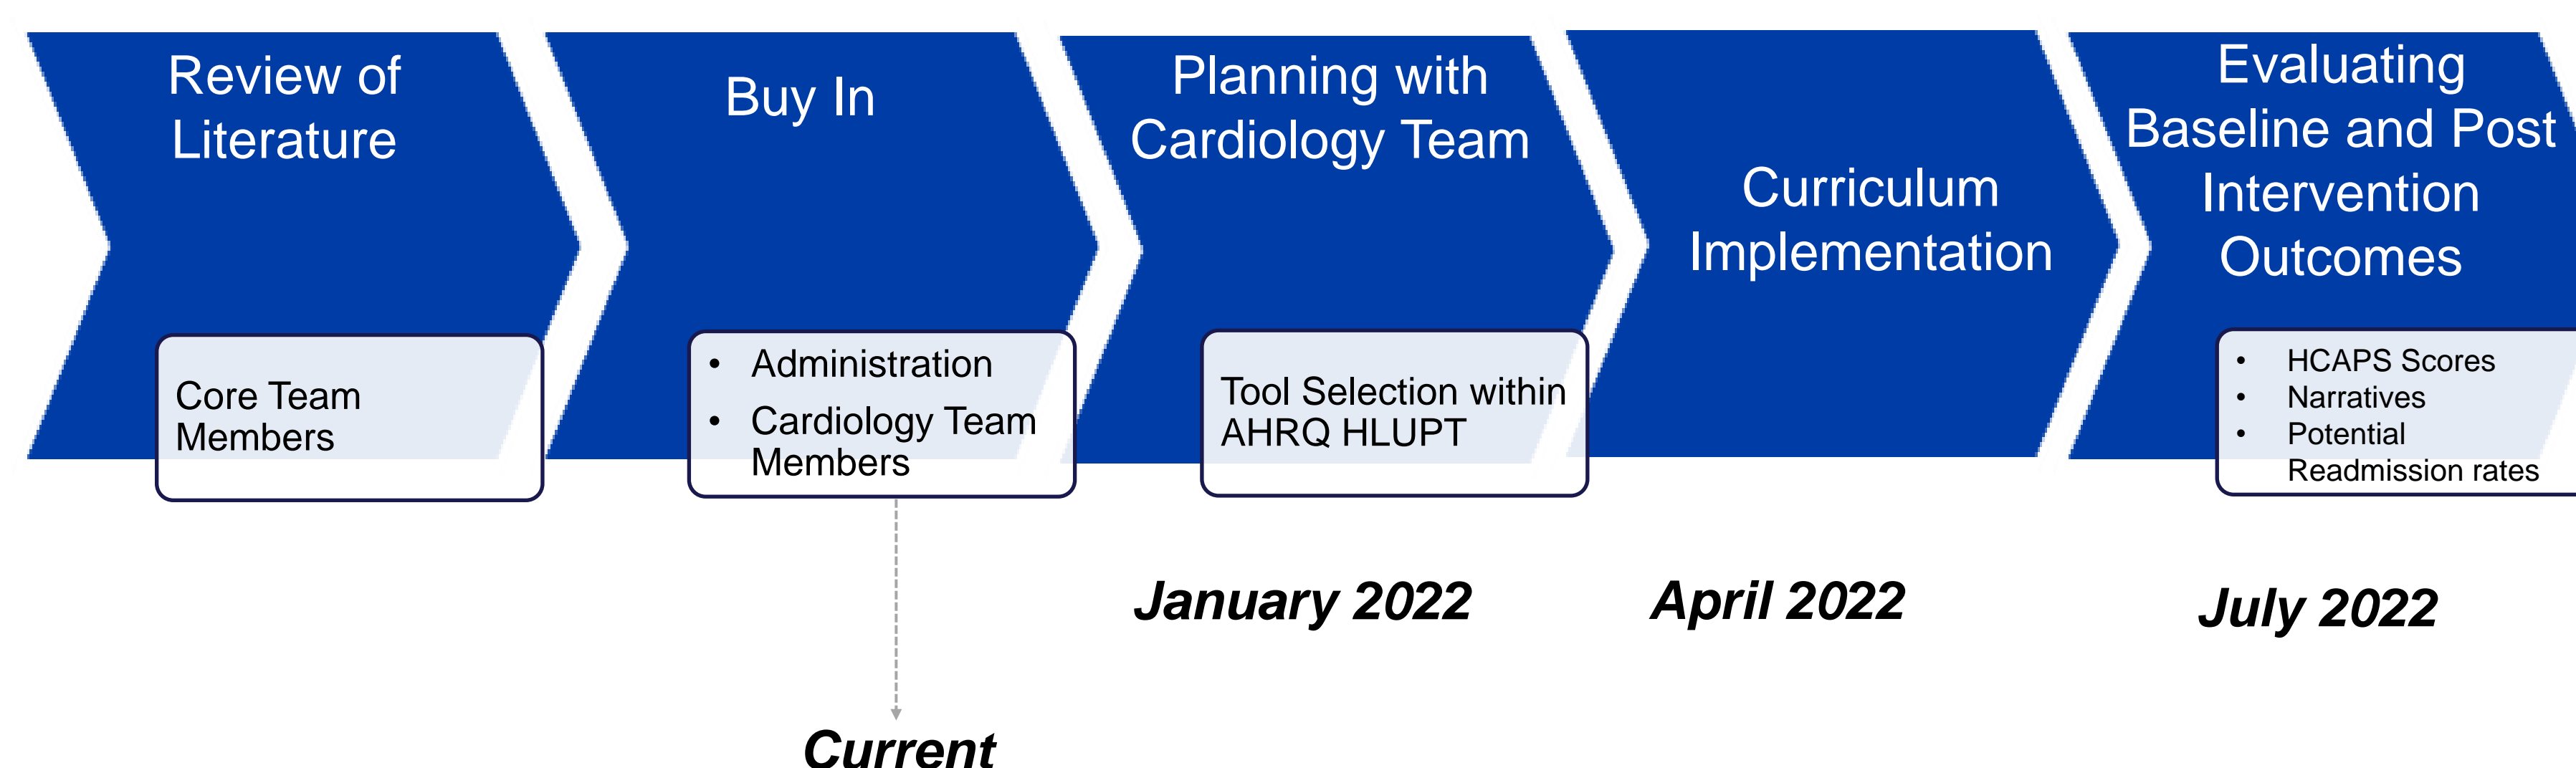 Review of
Literature
Core Team
Members
Buy In
• Administration
• Cardiology Team
Members
Current
Planning with
Cardiology Team
Tool Selection within
AHRQ HLUPT
January 2022
Curriculum
Implementation
April 2022
Evaluating
Baseline and Post
Intervention
Outcomes
• HCAPS Scores
• Narratives
• Potential
Readmission rates
July 2022